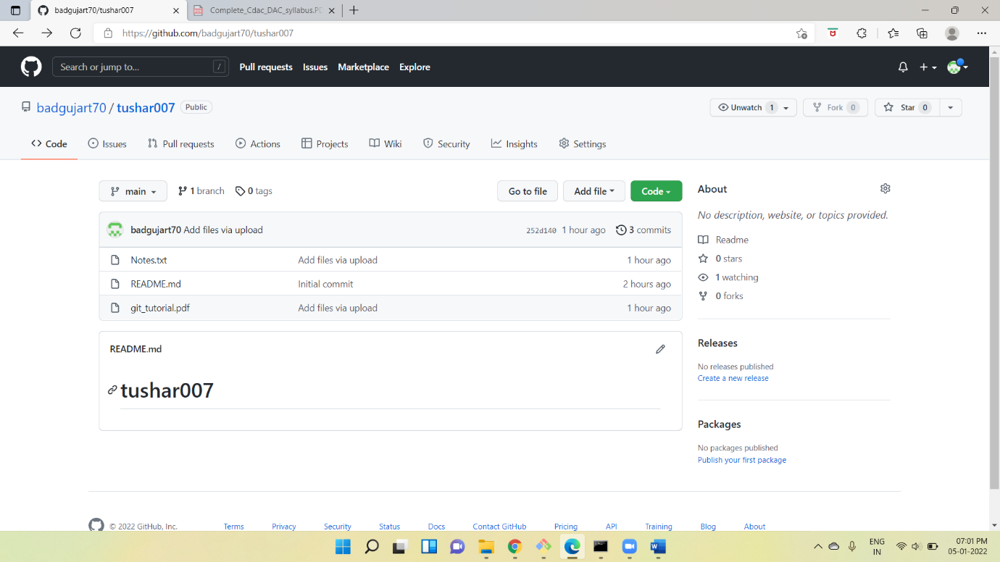 badgujart70/tushar007
Complete_Cdac_DAC_syllabus.PD
https://github.com/badgujart70/tushar007
Search or jump to... /
Pull requests Issues Marketplace Explore
badgujart70 / tushar007 Public
Unwatch 1 Fork 0 Star 0
Code Issues Pull requests Actions Projects Wiki Security Insights Settings
main 1 branch 0 tags Go to file Add file Code
badgujart70 Add files via upload 252d140 1 hour ago 3 commits
Notes.txt Add files via upload 1 hour ago
README.md Initial commit 2 hours ago
git_tutorial.pdf Add files via upload 1 hour ago
README.md
tushar007
About
No description, website, or topics provided.
Readme
0 stars
1 watching
0 forks
Releases
No releases published
Create a new release
Packages
No packages published
Publish your first package
© 2022 GitHub, Inc. Terms Privacy Security Status Docs Contact GitHub Pricing API Training Blog About
ENG
IN
07:01 PM
05-01-2022